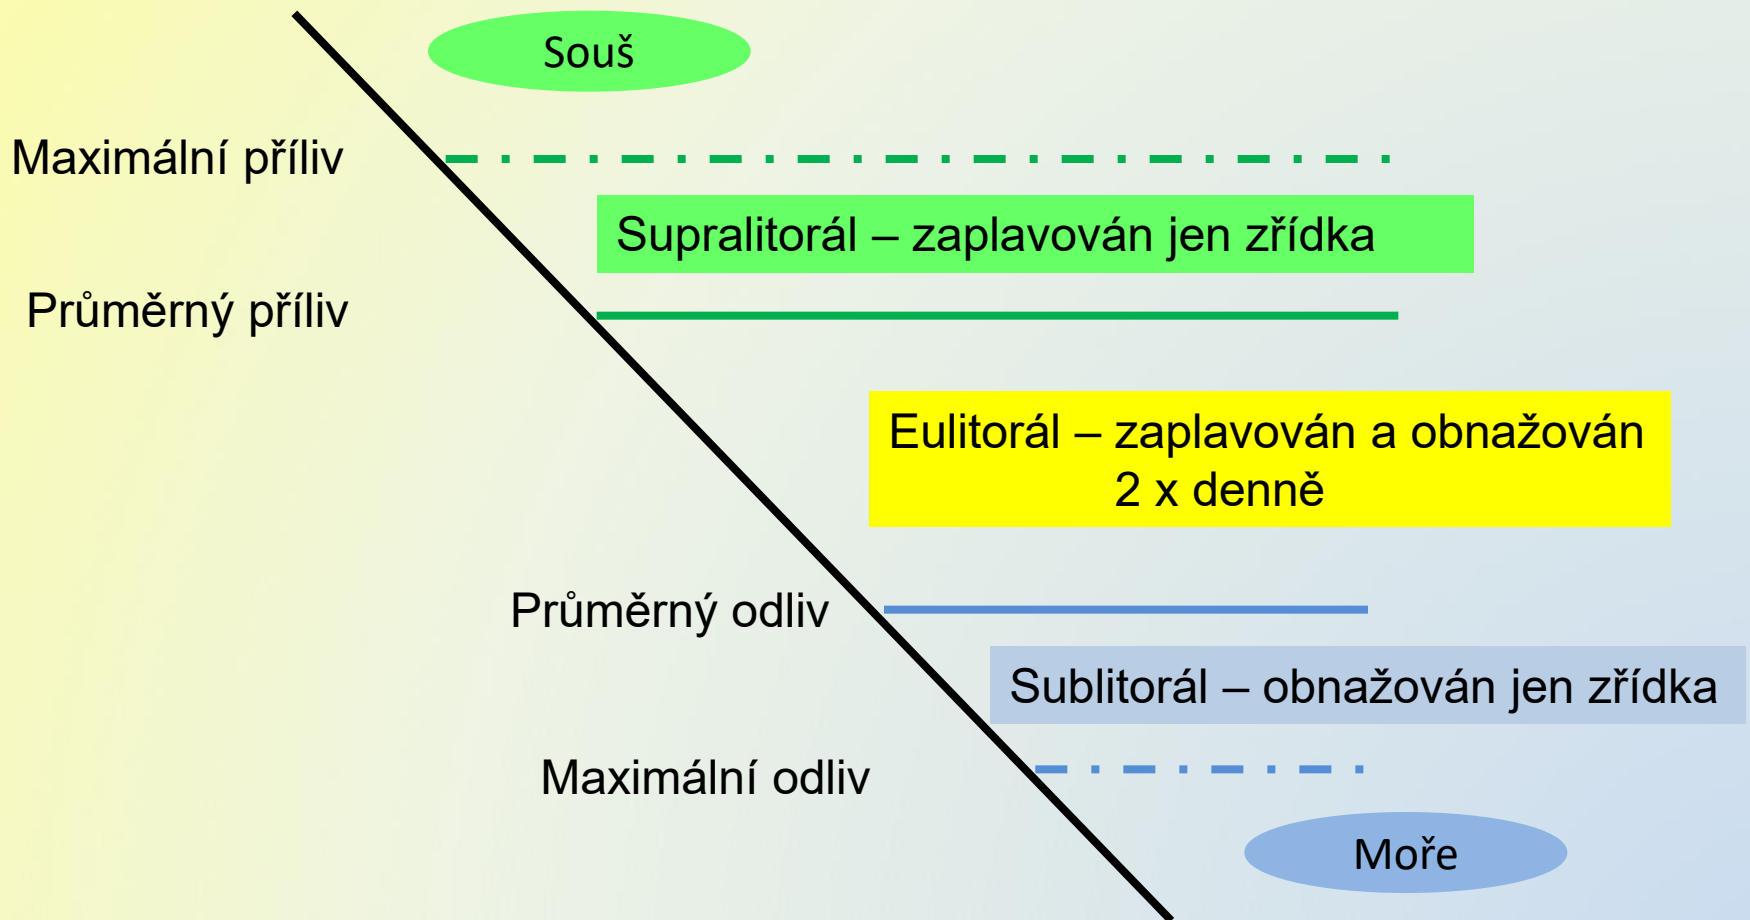 Souš
Maximální příliv
Supralitorál – zaplavován jen zřídka
Průměrný příliv
Eulitorál – zaplavován a obnažován
2 x denně
Průměrný odliv
Sublitorál – obnažován jen zřídka
Maximální odliv
Moře